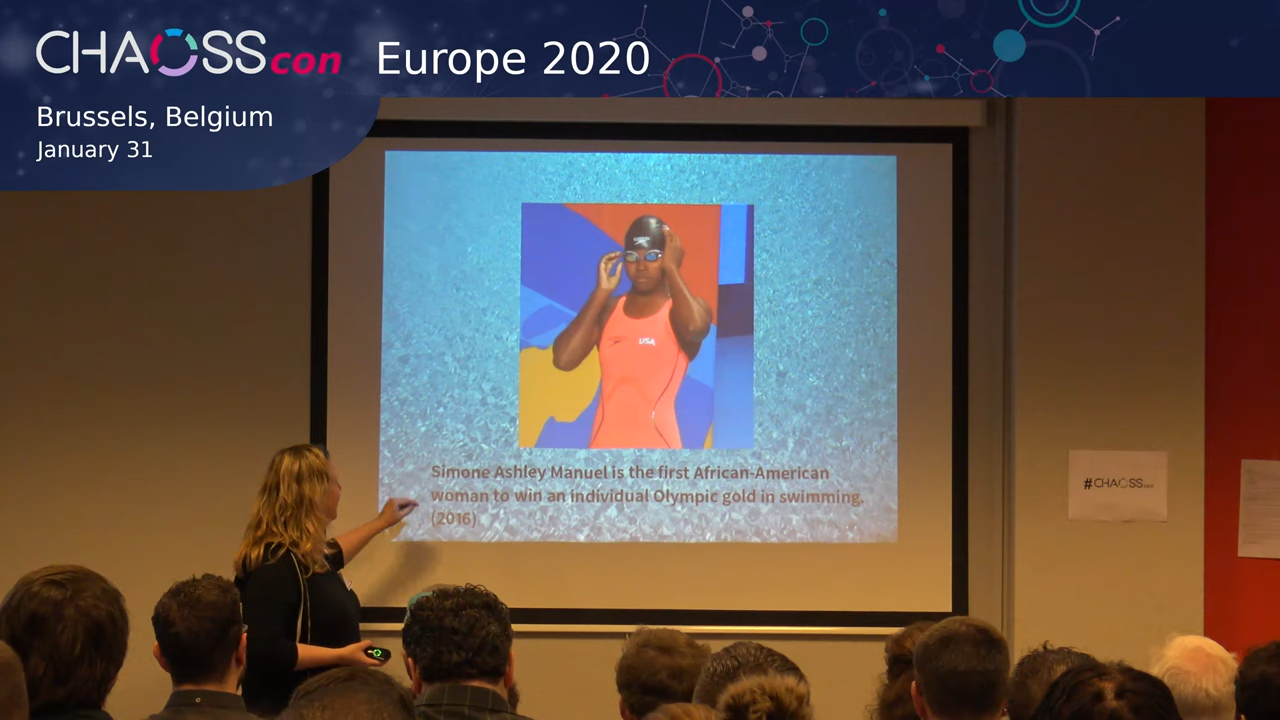 CHAOSScon Europe 2020
Brussels, Belgium
January 31
USA
Simone Ashley Manuel is the first African-American
woman to win an individual Olympic gold in swimming.
(2016)
#CHAOSScon